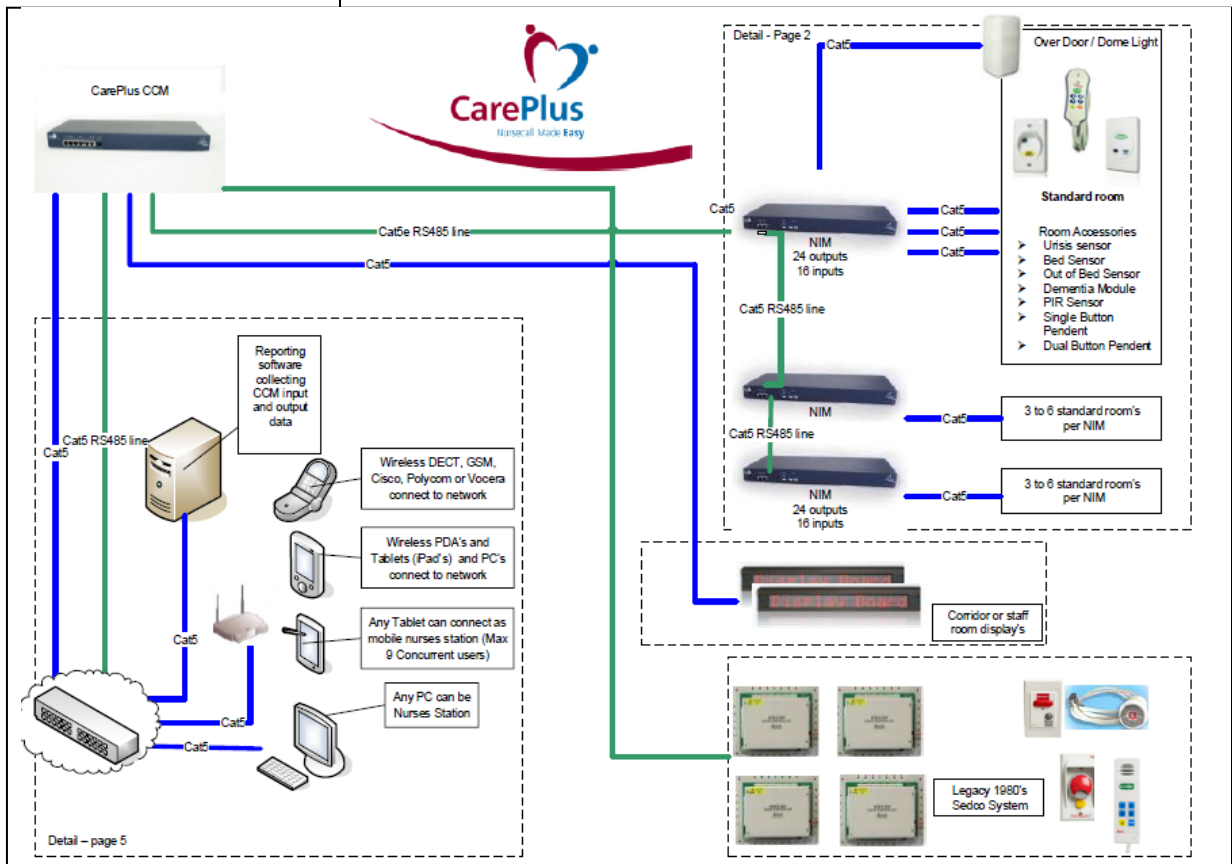 CarePlus CCM
CarePlus
Nursecall Made Easy
Detail - Page 2
Cat5
Over Door / Dome Light
Standard room
Room Accessories
➤ Urisis sensor
➤ Bed Sensor
➤ Out of Bed Sensor
➤ Dementia Module
➤ PIR Sensor
➤ Single Button
Pendent
➤ Dual Button Pendent
Cat5
Cat5
Cat5
Cat5
NIM
24 outputs
16 inputs
Cat5e RS485 line
Cat5
Cat5 RS485 line
NIM
Cat5
3 to 6 standard room's
per NIM
Cat5 RS485 line
NIM
24 outputs
16 inputs
Cat5
3 to 6 standard room's
per NIM
Display Board
Display Board
Corridor or staff
room display's
Legacy 1980's
Sedco System
Reporting
software
collecting
CCM input
and output
data
Cat5 RS485 line
Cat5
Wireless DECT, GSM,
Cisco, Polycom or Vocera
connect to network
Wireless PDA's and
Tablets (iPad's) and PC's
connect to network
Any Tablet can connect as
mobile nurses station (Max
9 Concurrent users)
Any PC can be
Nurses Station
Cat5
Cat5
Cat5
Detail – page 5